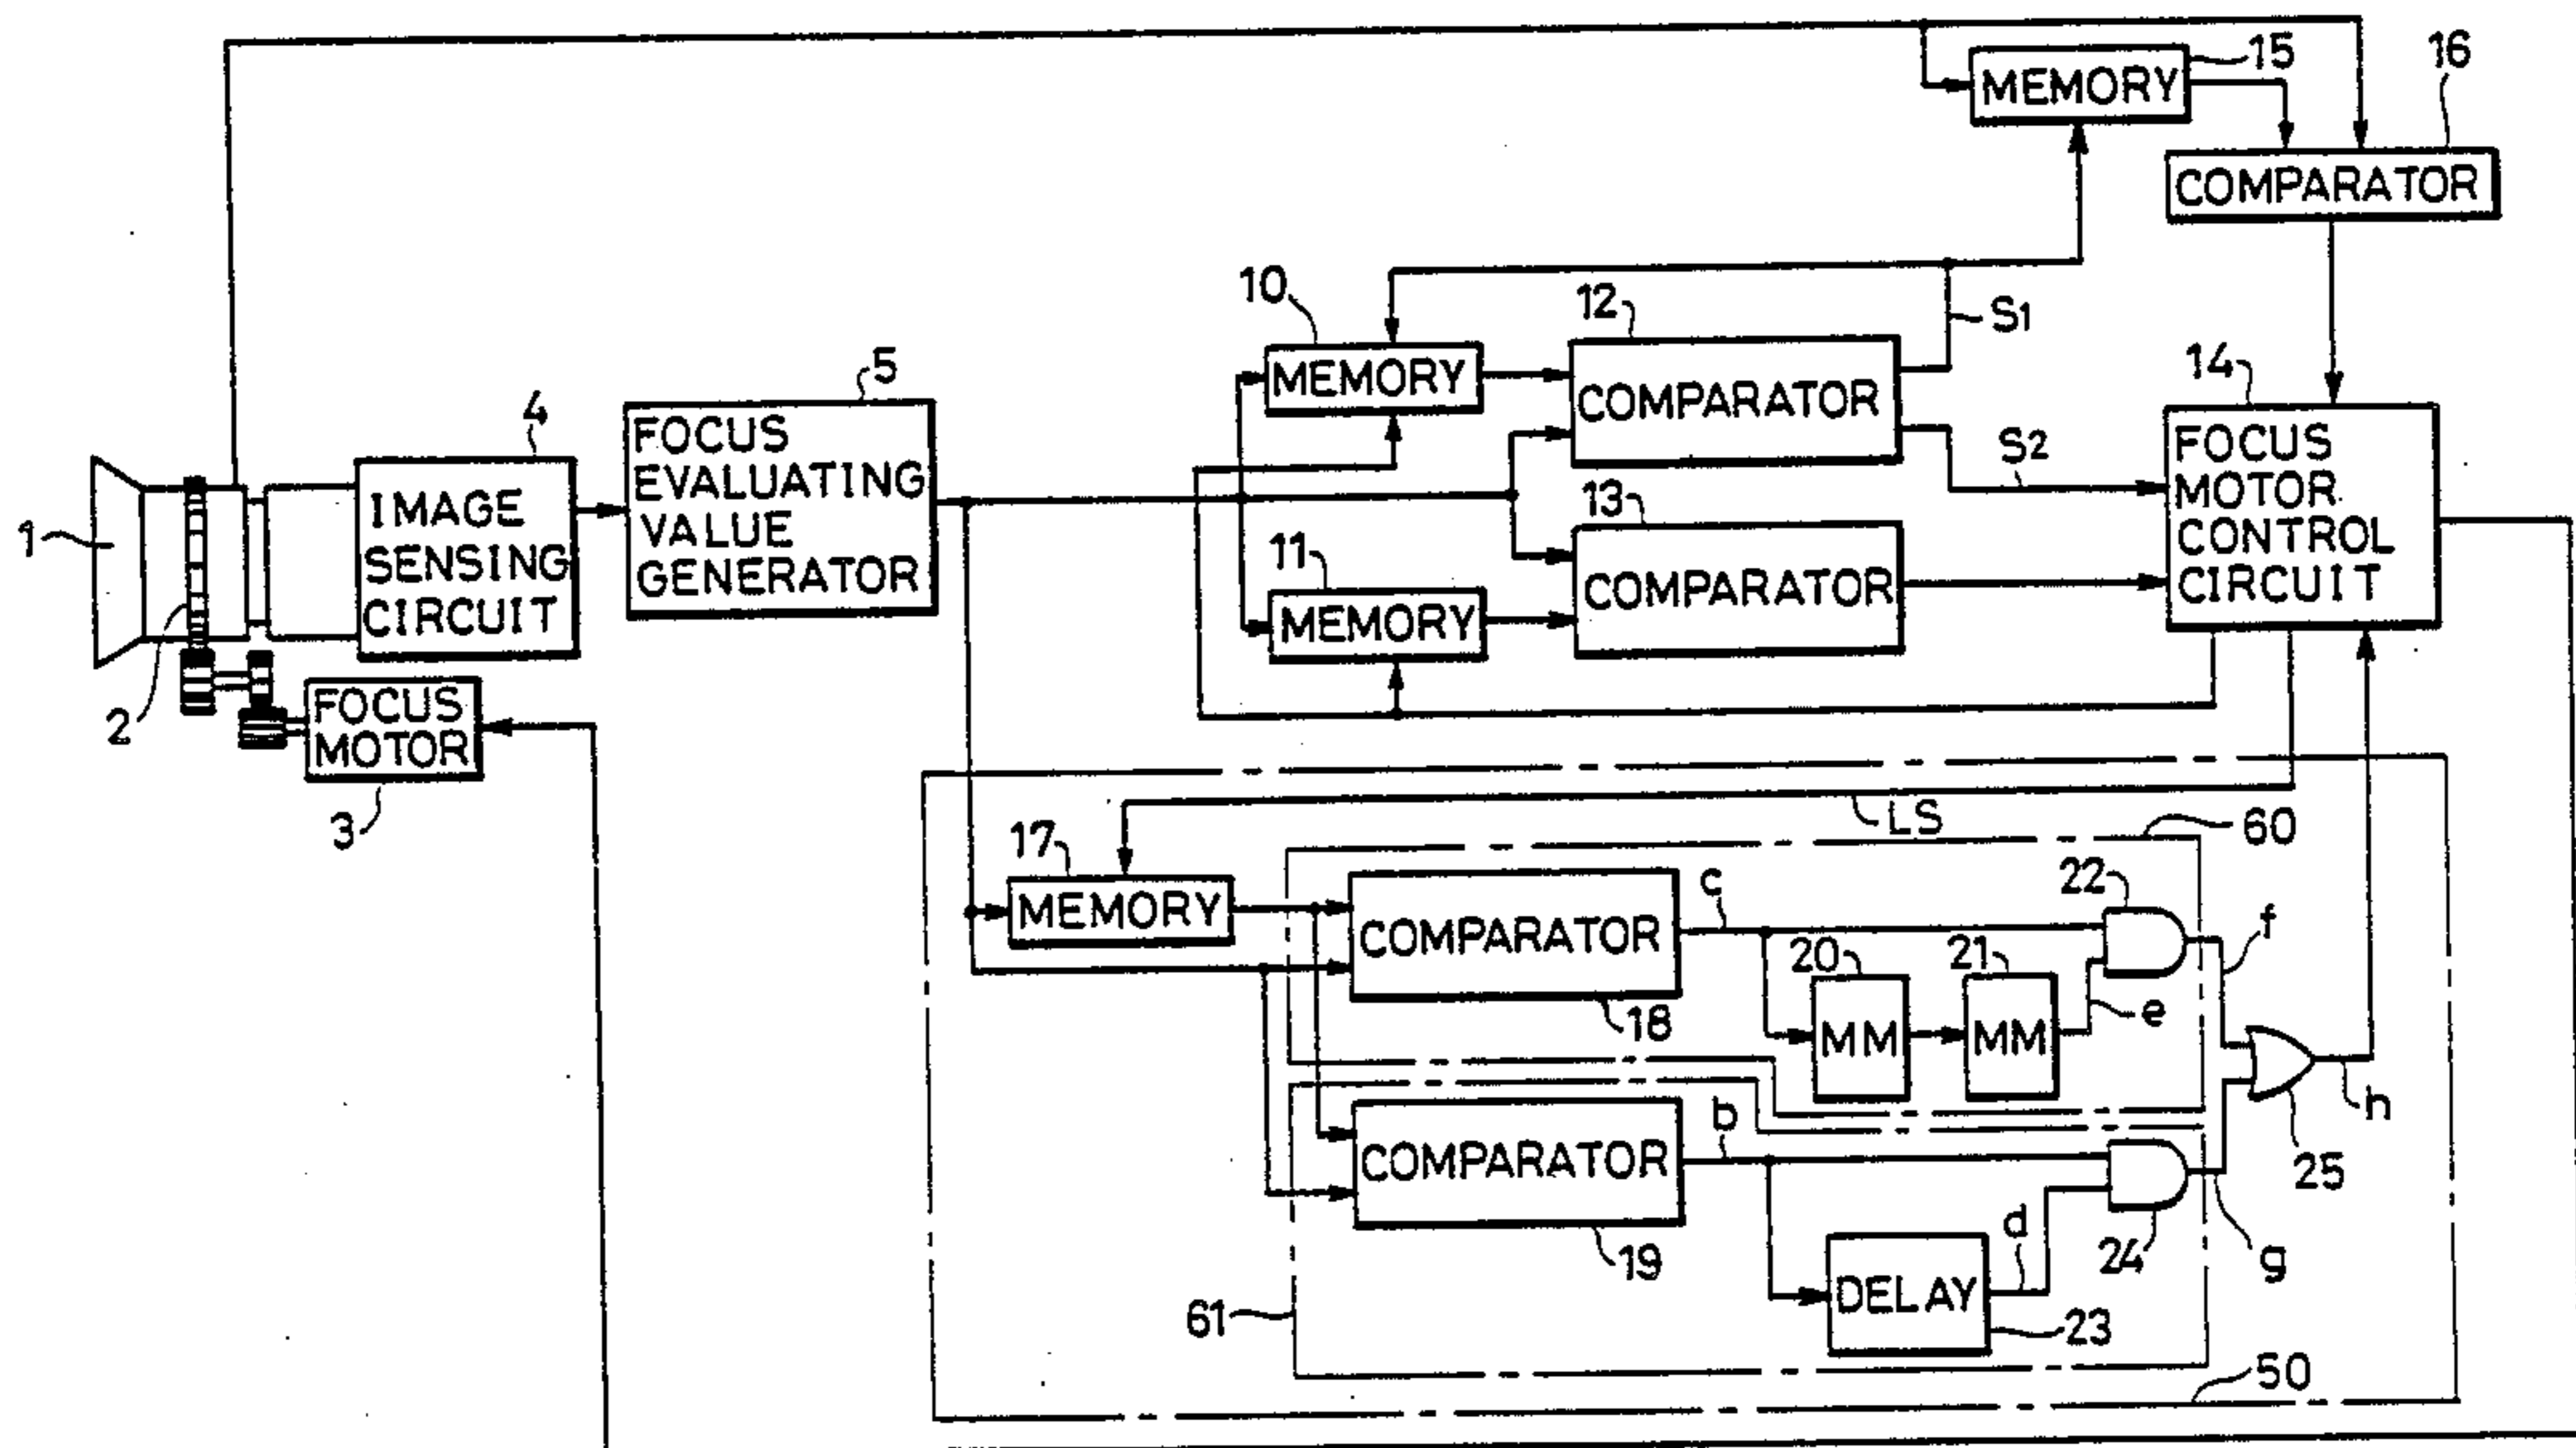 15
16
MEMORY
COMPARATOR
10
12
S1
MEMORY
COMPARATOR
14
5
4
S2
FOCUS
MOTOR
CONTROL
CIRCUIT
FOCUS
EVALUATING
VALUE
GENERATOR
IMAGE
SENSING
CIRCUIT
1
13
11
COMPARATOR
MEMORY
2
FOCUS
MOTOR
3
LS
60
17
MEMORY
COMPARATOR
c
22
f
20
21
MM
MM
e
18
h
25
b
COMPARATOR
19
d
24
g
DELAY
23
61
50